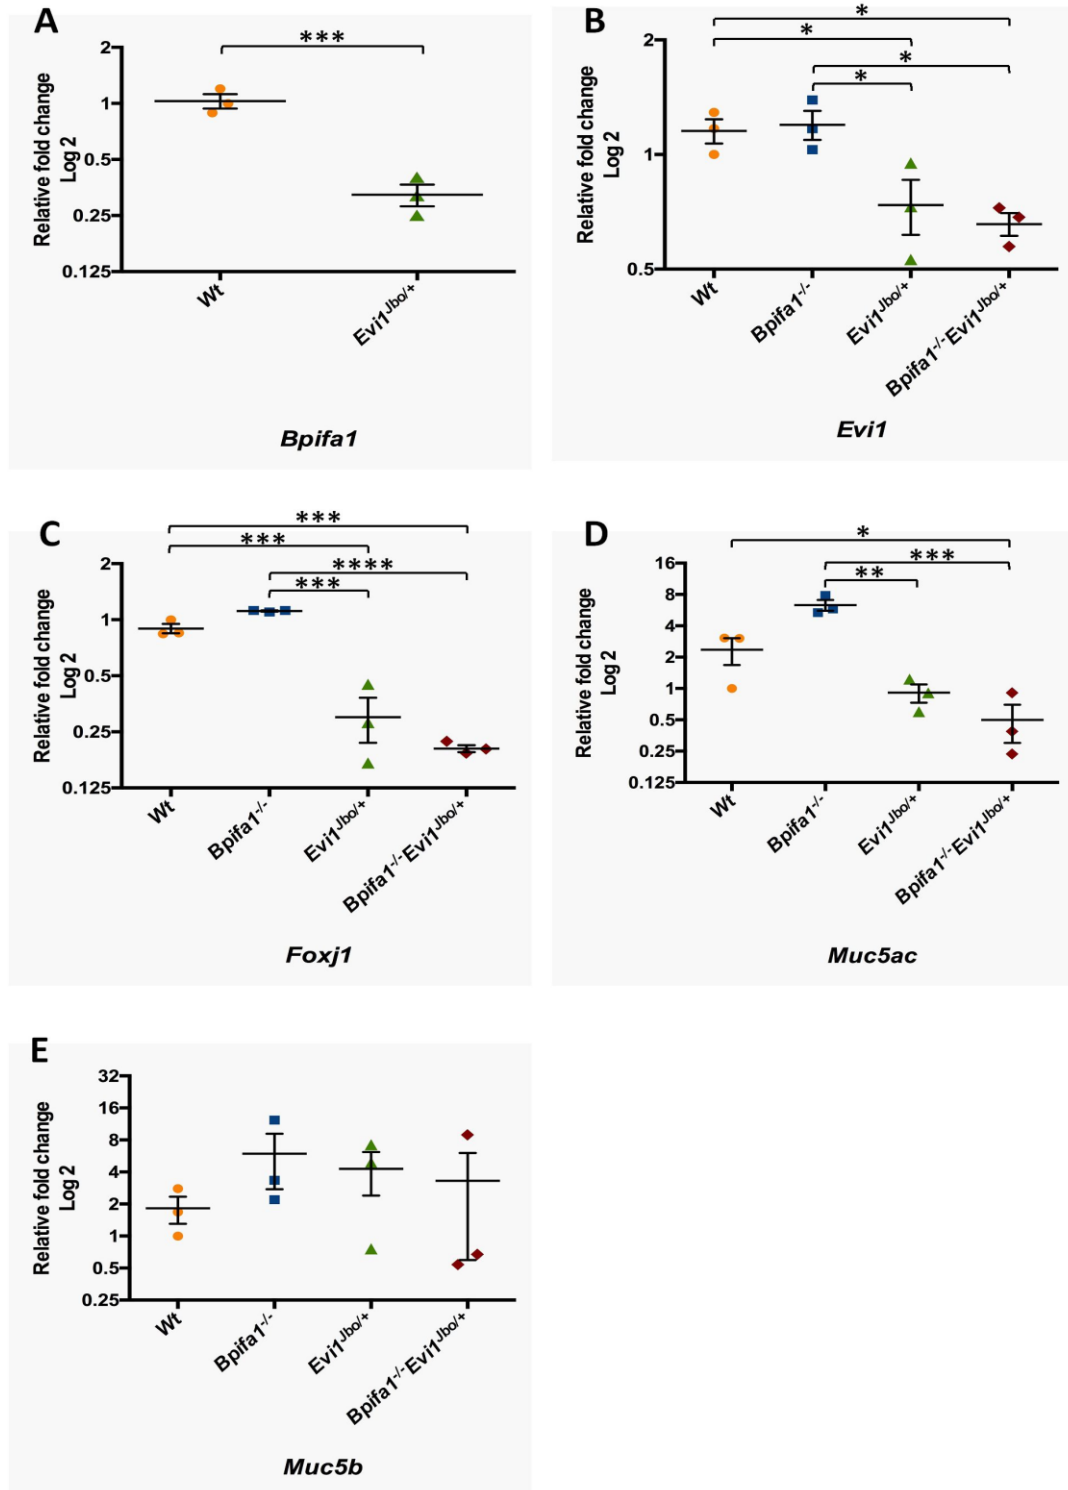 A
Relative fold change
Log 2
2
1
0.5
0.25
0.125
***
Wt
Evi1Jbo/+
Bpifa1
B
Relative fold change
Log 2
2
1
0.5
*
*
*
*
Wt
Bpifa1-/-
Evi1Jbo/+
Bpifa1-/-Evi1Jbo/+
Evi1
C
Relative fold change
Log 2
2
1
0.5
0.25
0.125
***
***
****
***
Wt
Bpifa1-/-
Evi1Jbo/+
Bpifa1-/-Evi1Jbo/+
Foxj1
D
Relative fold change
Log 2
16
8
4
2
1
0.5
0.25
0.125
*
***
**
Wt
Bpifa1-/-
Evi1Jbo/+
Bpifa1-/-Evi1Jbo/+
Muc5ac
E
Relative fold change
Log 2
32
16
8
4
2
1
0.5
0.25
Wt
Bpifa1-/-
Evi1Jbo/+
Bpifa1-/-Evi1Jbo/+
Muc5b